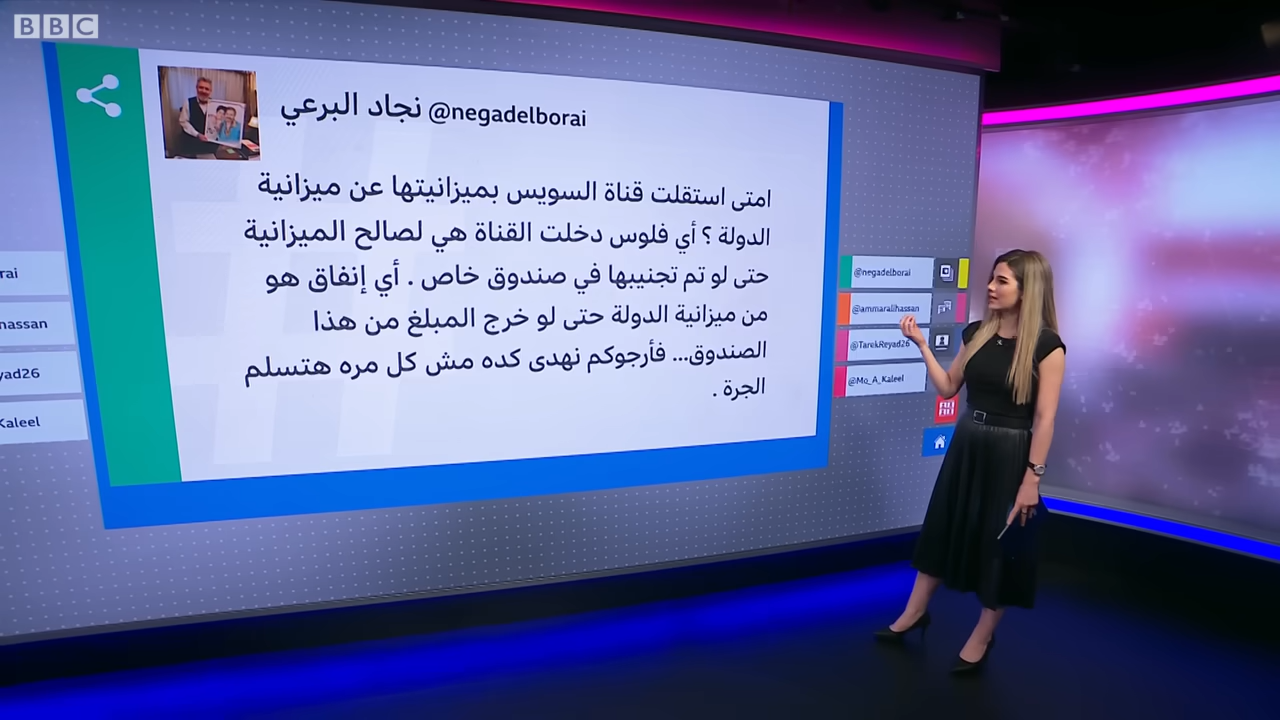 BBC
نجاد البرعي @negadelborai
امتى استقلت قناة السويس بميزانيتها عن ميزانية
الدولة ؟ أي فلوس دخلت القناة هي لصالح الميزانية
حتى لو تم تجنيبها في صندوق خاص . أي إنفاق هو
من ميزانية الدولة حتى لو خرج المبلغ من هذا
الصندوق... فأرجوكم نهدى كده مش كل مره هتسلم
الجرة .
rai
hassan
yad26
Kaleel
@negadelborai
@ammaralihassan
@TarekReyad26
@Mo_A_Kaleel